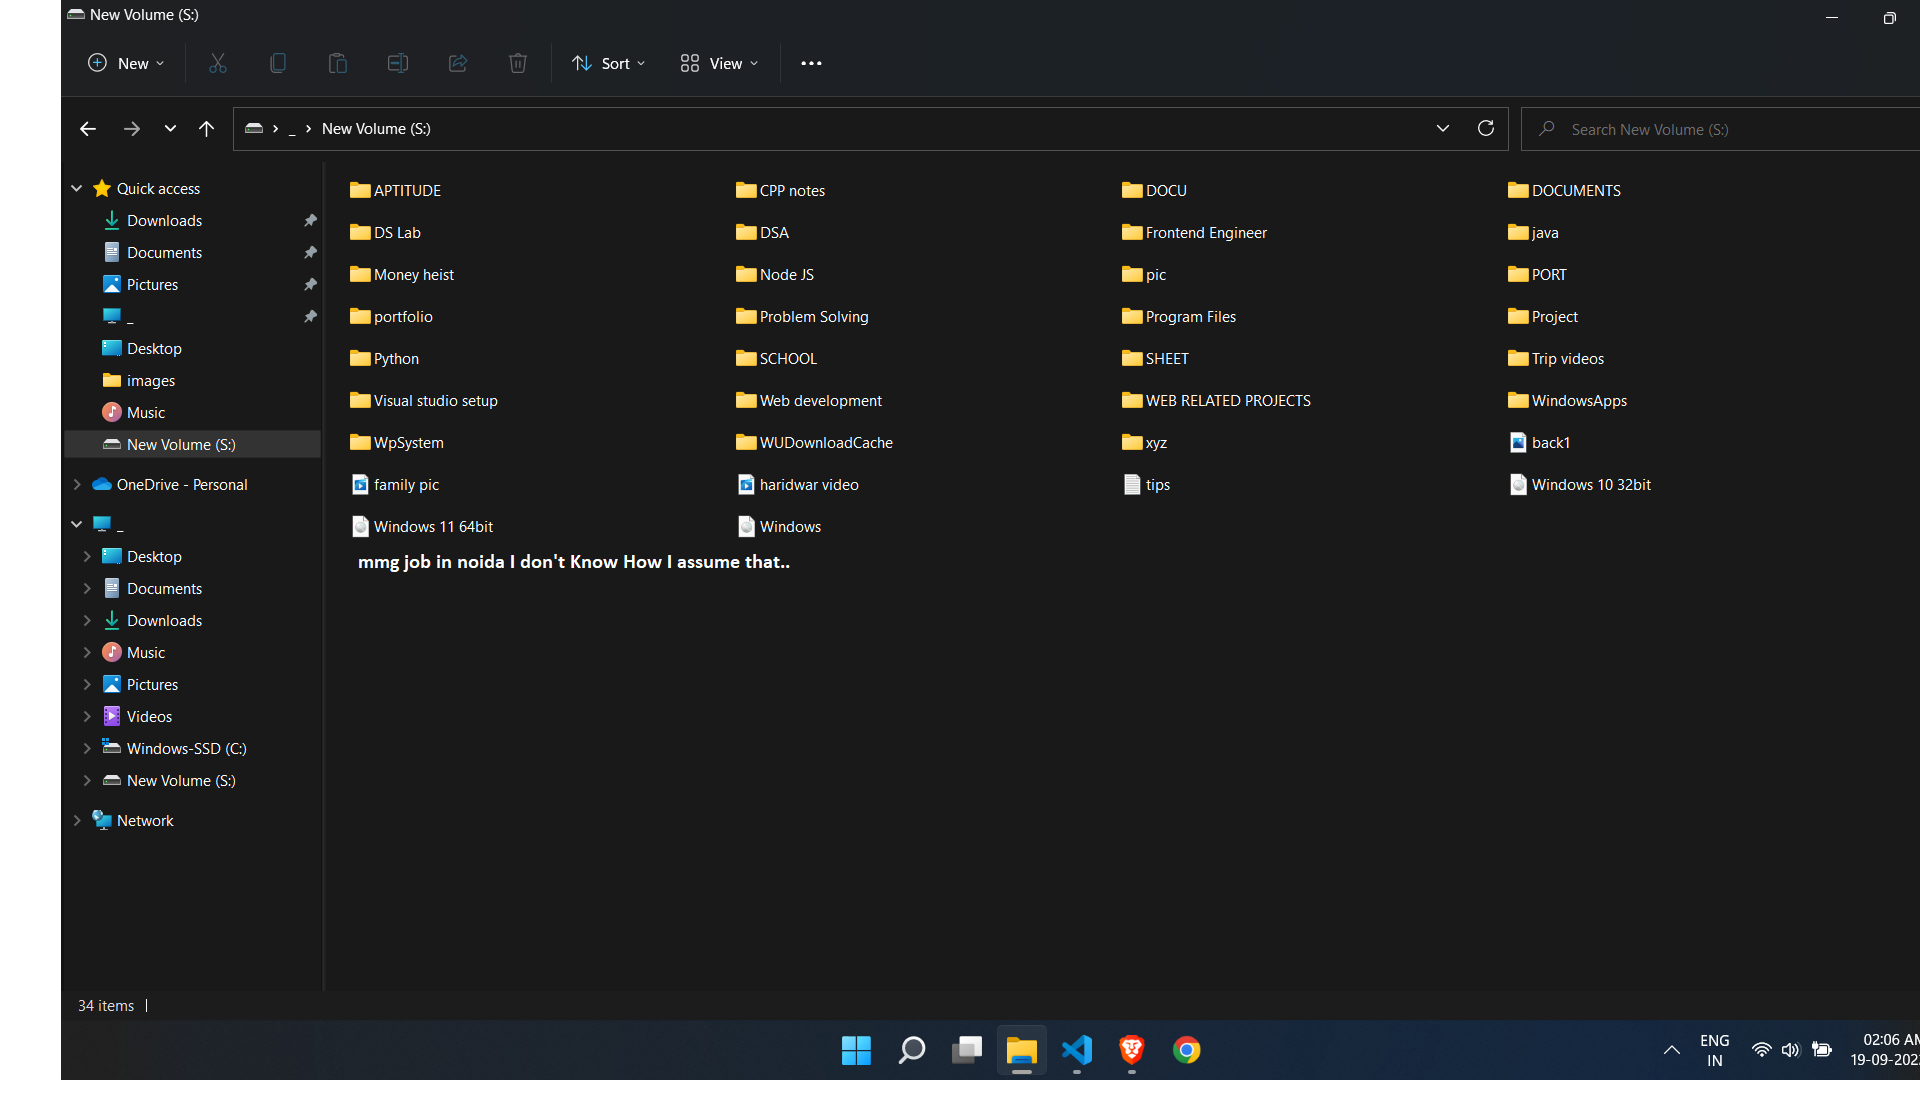 New Volume (S:)
New
Sort
View
_ New Volume (S:)
Search New Volume (S:)
Quick access
Downloads
Documents
Pictures
_
Desktop
images
Music
New Volume (S:)
OneDrive - Personal
_
Desktop
Documents
Downloads
Music
Pictures
Videos
Windows-SSD (C:)
New Volume (S:)
Network
APTITUDE CPP notes DOCU DOCUMENTS
DS Lab DSA Frontend Engineer java
Money heist Node JS pic PORT
portfolio Problem Solving Program Files Project
Python SCHOOL SHEET Trip videos
Visual studio setup Web development WEB RELATED PROJECTS WindowsApps
WpSystem WUDownloadCache xyz back1
family pic haridwar video tips Windows 10 32bit
Windows 11 64bit Windows
mmg job in noida I don't Know How I assume that..
34 items
ENG
IN
02:06 AM